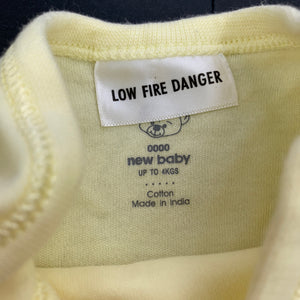 LOW FIRE DANGER
0000
new baby
UP TO 4KGS
Cotton
Made in India